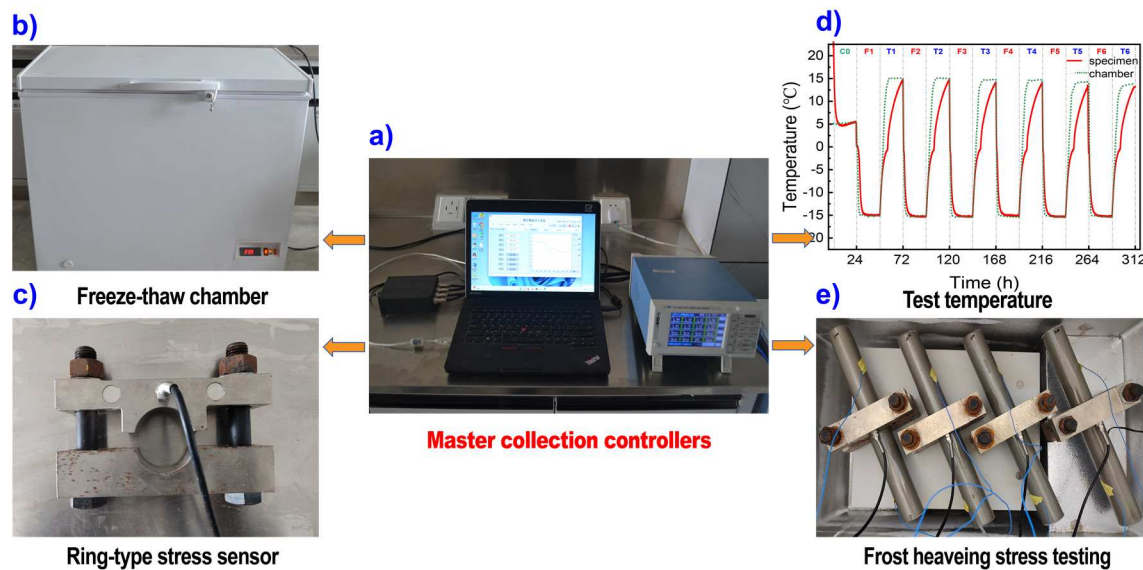 b)
Freeze-thaw chamber
c)
Ring-type stress sensor
a)
ThinkPad
Master collection controllers
d)
C0 F1 T1 F2 T2 F3 T3 F4 T4 F5 T5 F6 T6
specimen
chamber
Temperature (℃)
20
15
10
5
0
-5
-10
-15
-20
24 72 120 168 216 264 312
Time (h)
Test temperature
e)
Frost heaveing stress testing